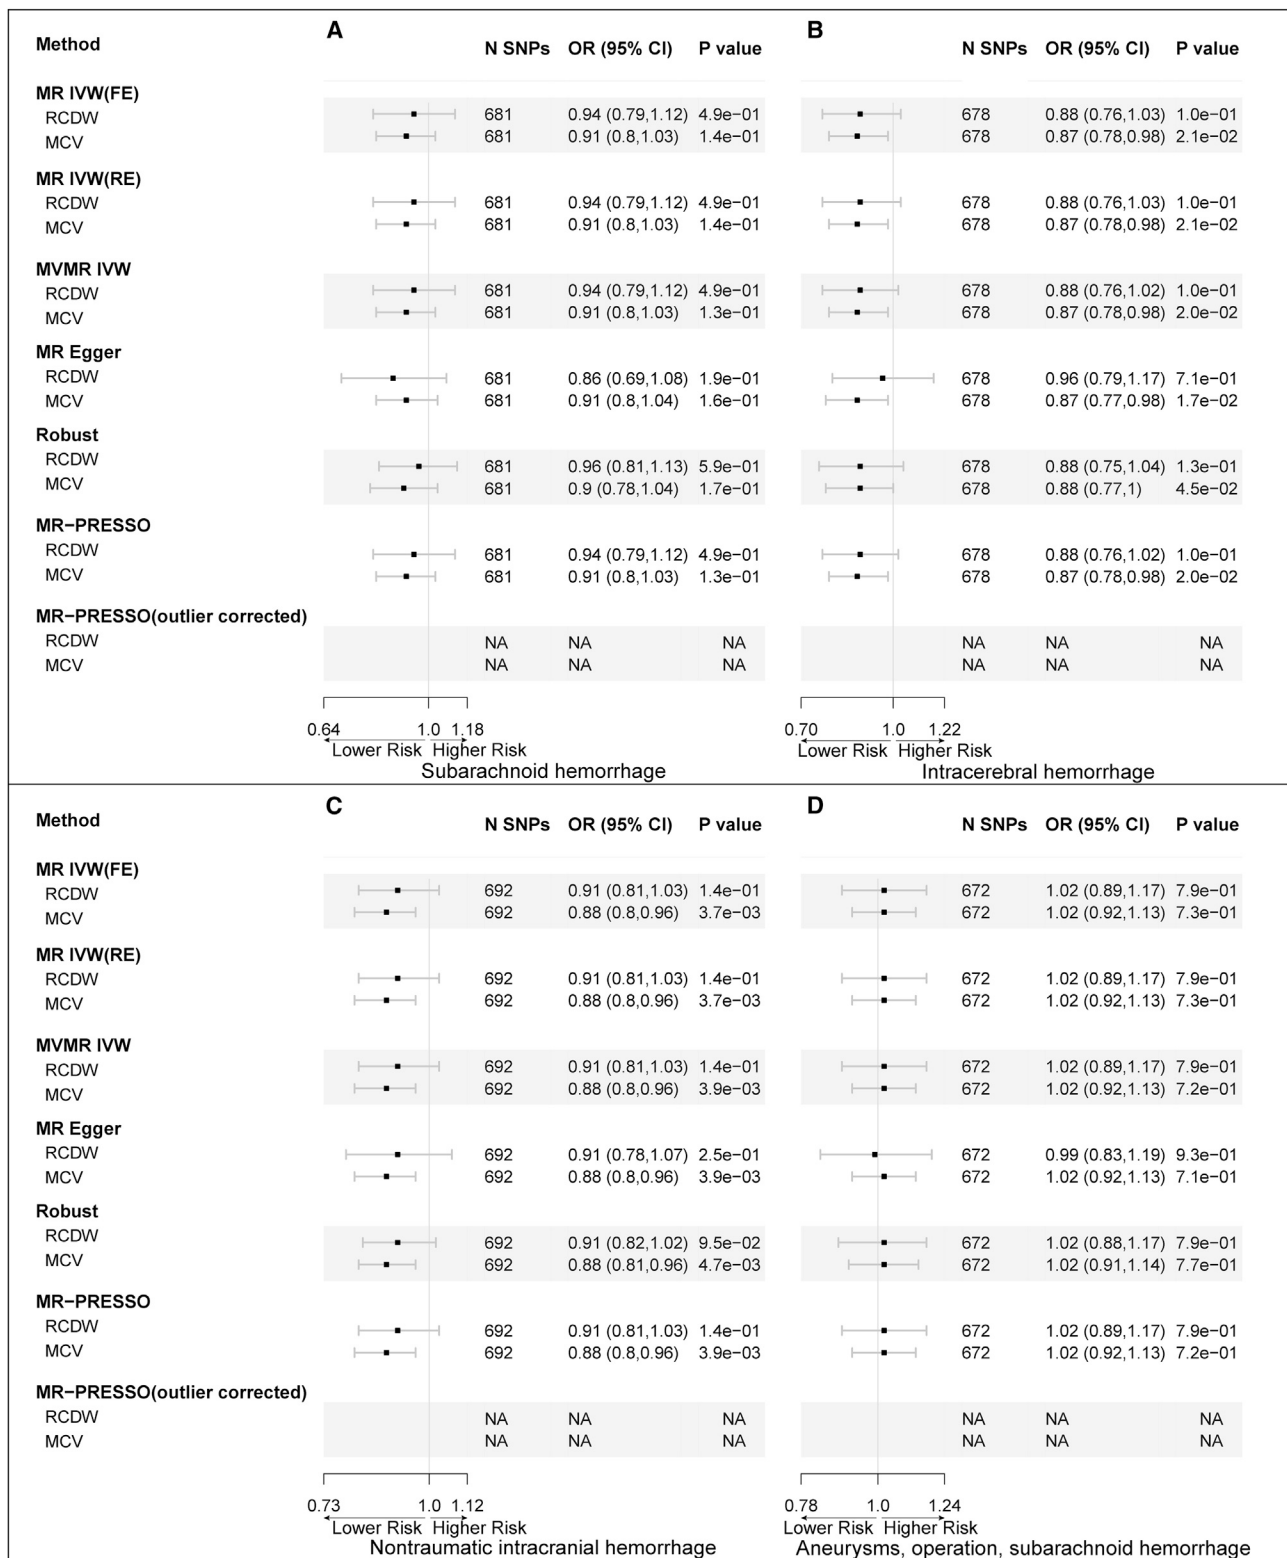 A B
Method N SNPs OR (95% CI) P value N SNPs OR (95% CI) P value
MR IVW(FE)
RCDW 681 0.94 (0.79,1.12) 4.9e−01 678 0.88 (0.76,1.03) 1.0e−01
MCV 681 0.91 (0.8,1.03) 1.4e−01 678 0.87 (0.78,0.98) 2.1e−02
MR IVW(RE)
RCDW 681 0.94 (0.79,1.12) 4.9e−01 678 0.88 (0.76,1.03) 1.0e−01
MCV 681 0.91 (0.8,1.03) 1.4e−01 678 0.87 (0.78,0.98) 2.1e−02
MVMR IVW
RCDW 681 0.94 (0.79,1.12) 4.9e−01 678 0.88 (0.76,1.02) 1.0e−01
MCV 681 0.91 (0.8,1.03) 1.3e−01 678 0.87 (0.78,0.98) 2.0e−02
MR Egger
RCDW 681 0.86 (0.69,1.08) 1.9e−01 678 0.96 (0.79,1.17) 7.1e−01
MCV 681 0.91 (0.8,1.04) 1.6e−01 678 0.87 (0.77,0.98) 1.7e−02
Robust
RCDW 681 0.96 (0.81,1.13) 5.9e−01 678 0.88 (0.75,1.04) 1.3e−01
MCV 681 0.9 (0.78,1.04) 1.7e−01 678 0.88 (0.77,1) 4.5e−02
MR−PRESSO
RCDW 681 0.94 (0.79,1.12) 4.9e−01 678 0.88 (0.76,1.02) 1.0e−01
MCV 681 0.91 (0.8,1.03) 1.3e−01 678 0.87 (0.78,0.98) 2.0e−02
MR−PRESSO(outlier corrected)
RCDW NA NA NA NA NA NA
MCV NA NA NA NA NA NA
0.64 1.0 1.18 0.70 1.0 1.22
Lower Risk Higher Risk Lower Risk Higher Risk
Subarachnoid hemorrhage Intracerebral hemorrhage
C D
Method N SNPs OR (95% CI) P value N SNPs OR (95% CI) P value
MR IVW(FE)
RCDW 692 0.91 (0.81,1.03) 1.4e−01 672 1.02 (0.89,1.17) 7.9e−01
MCV 692 0.88 (0.8,0.96) 3.7e−03 672 1.02 (0.92,1.13) 7.3e−01
MR IVW(RE)
RCDW 692 0.91 (0.81,1.03) 1.4e−01 672 1.02 (0.89,1.17) 7.9e−01
MCV 692 0.88 (0.8,0.96) 3.7e−03 672 1.02 (0.92,1.13) 7.3e−01
MVMR IVW
RCDW 692 0.91 (0.81,1.03) 1.4e−01 672 1.02 (0.89,1.17) 7.9e−01
MCV 692 0.88 (0.8,0.96) 3.9e−03 672 1.02 (0.92,1.13) 7.2e−01
MR Egger
RCDW 692 0.91 (0.78,1.07) 2.5e−01 672 0.99 (0.83,1.19) 9.3e−01
MCV 692 0.88 (0.8,0.96) 3.9e−03 672 1.02 (0.92,1.13) 7.1e−01
Robust
RCDW 692 0.91 (0.82,1.02) 9.5e−02 672 1.02 (0.88,1.17) 7.9e−01
MCV 692 0.88 (0.81,0.96) 4.7e−03 672 1.02 (0.91,1.14) 7.7e−01
MR−PRESSO
RCDW 692 0.91 (0.81,1.03) 1.4e−01 672 1.02 (0.89,1.17) 7.9e−01
MCV 692 0.88 (0.8,0.96) 3.9e−03 672 1.02 (0.92,1.13) 7.2e−01
MR−PRESSO(outlier corrected)
RCDW NA NA NA NA NA NA
MCV NA NA NA NA NA NA
0.73 1.0 1.12 0.78 1.0 1.24
Lower Risk Higher Risk Lower Risk Higher Risk
Nontraumatic intracranial hemorrhage Aneurysms, operation, subarachnoid hemorrhage